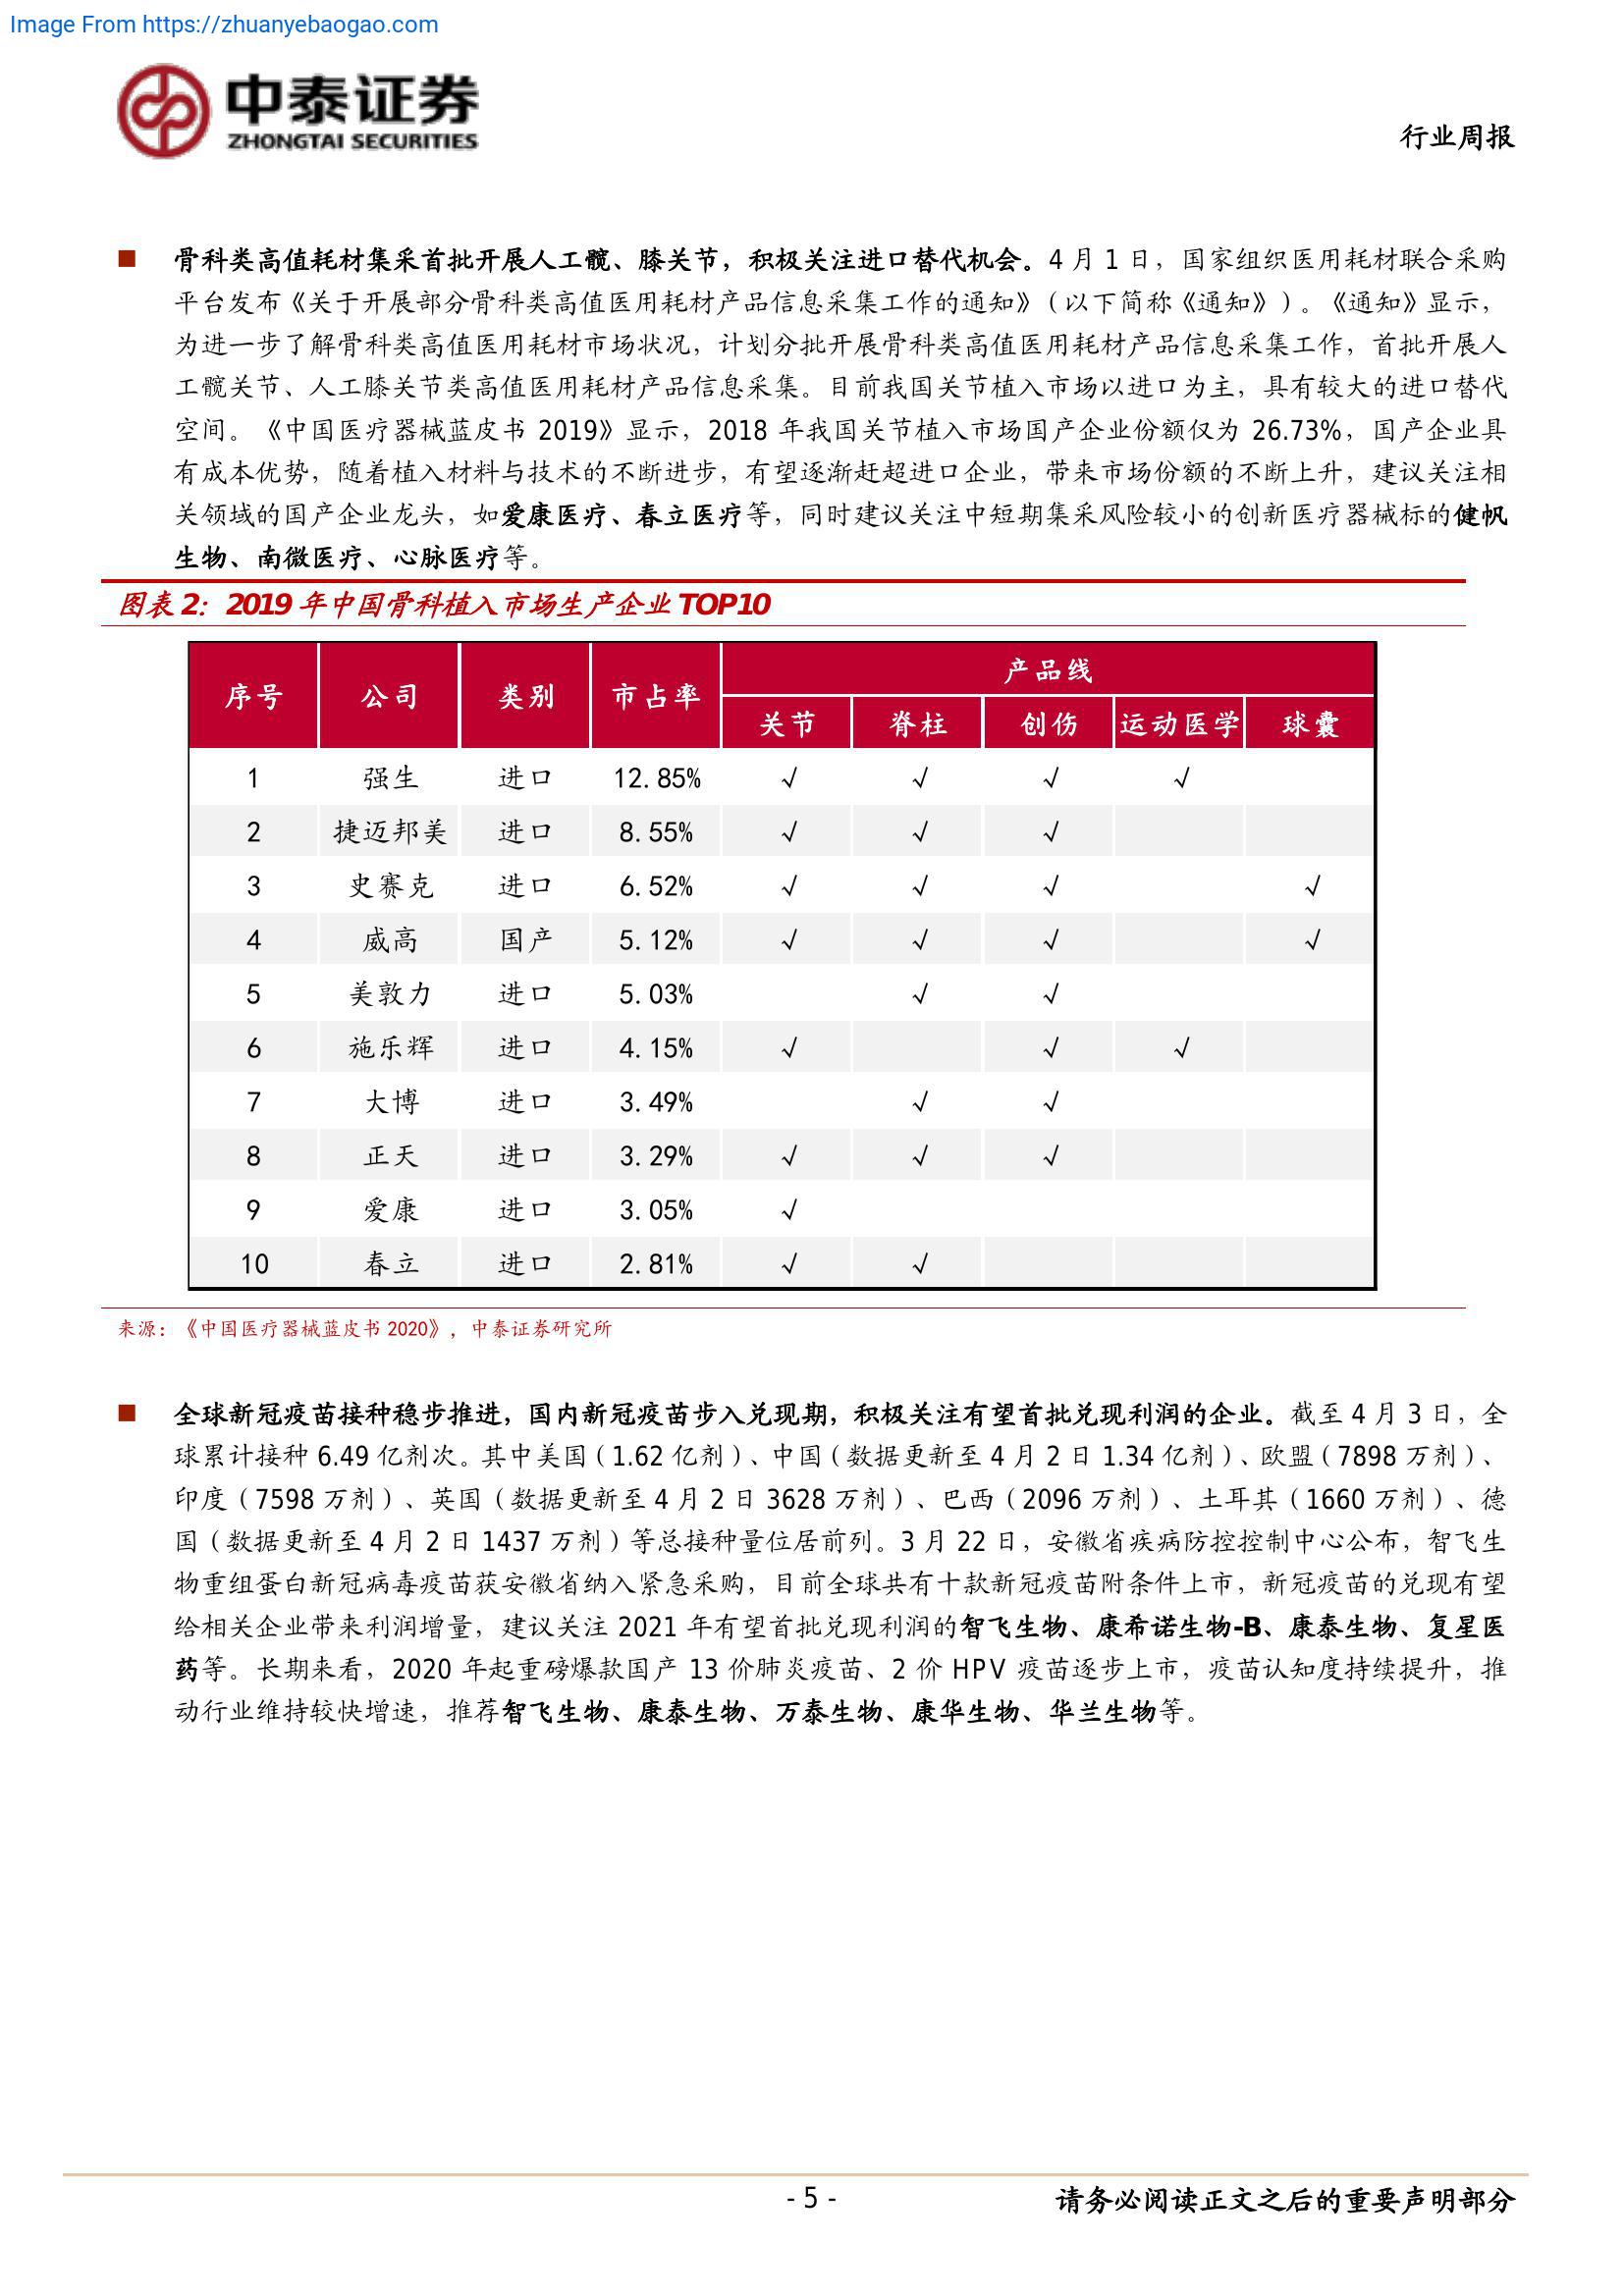 Image From https://zhuanyebaogao.com
中泰证券
ZHONGTAI SECURITIES
行业周报
■ 骨科类高值耗材集采首批开展人工髋、膝关节，积极关注进口替代机会。4 月 1 日，国家组织医用耗材联合采购
平台发布《关于开展部分骨科类高值医用耗材产品信息采集工作的通知》（以下简称《通知》）。《通知》显示，
为进一步了解骨科类高值医用耗材市场状况，计划分批开展骨科类高值医用耗材产品信息采集工作，首批开展人
工髋关节、人工膝关节类高值医用耗材产品信息采集。目前我国关节植入市场以进口为主，具有较大的进口替代
空间。《中国医疗器械蓝皮书 2019》显示，2018 年我国关节植入市场国产企业份额仅为 26.73%，国产企业具
有成本优势，随着植入材料与技术的不断进步，有望逐渐赶超进口企业，带来市场份额的不断上升，建议关注相
关领域的国产企业龙头，如爱康医疗、春立医疗等，同时建议关注中短期集采风险较小的创新医疗器械标的健帆
生物、南微医疗、心脉医疗等。
图表 2：2019 年中国骨科植入市场生产企业 TOP10
序号 公司 类别 市占率 产品线
关节 脊柱 创伤 运动医学 球囊
1 强生 进口 12.85% √ √ √ √
2 捷迈邦美 进口 8.55% √ √ √
3 史赛克 进口 6.52% √ √ √ √
4 威高 国产 5.12% √ √ √ √
5 美敦力 进口 5.03% √ √
6 施乐辉 进口 4.15% √ √ √
7 大博 进口 3.49% √ √
8 正天 进口 3.29% √ √ √
9 爱康 进口 3.05% √
10 春立 进口 2.81% √ √
来源：《中国医疗器械蓝皮书 2020》，中泰证券研究所
■ 全球新冠疫苗接种稳步推进，国内新冠疫苗步入兑现期，积极关注有望首批兑现利润的企业。截至 4 月 3 日，全
球累计接种 6.49 亿剂次。其中美国（1.62 亿剂）、中国（数据更新至 4 月 2 日 1.34 亿剂）、欧盟（7898 万剂）、
印度（7598 万剂）、英国（数据更新至 4 月 2 日 3628 万剂）、巴西（2096 万剂）、土耳其（1660 万剂）、德
国（数据更新至 4 月 2 日 1437 万剂）等总接种量位居前列。3 月 22 日，安徽省疾病防控控制中心公布，智飞生
物重组蛋白新冠病毒疫苗获安徽省纳入紧急采购，目前全球共有十款新冠疫苗附条件上市，新冠疫苗的兑现有望
给相关企业带来利润增量，建议关注 2021 年有望首批兑现利润的智飞生物、康希诺生物-B、康泰生物、复星医
药等。长期来看，2020 年起重磅爆款国产 13 价肺炎疫苗、2 价 HPV 疫苗逐步上市，疫苗认知度持续提升，推
动行业维持较快增速，推荐智飞生物、康泰生物、万泰生物、康华生物、华兰生物等。
- 5 -
请务必阅读正文之后的重要声明部分